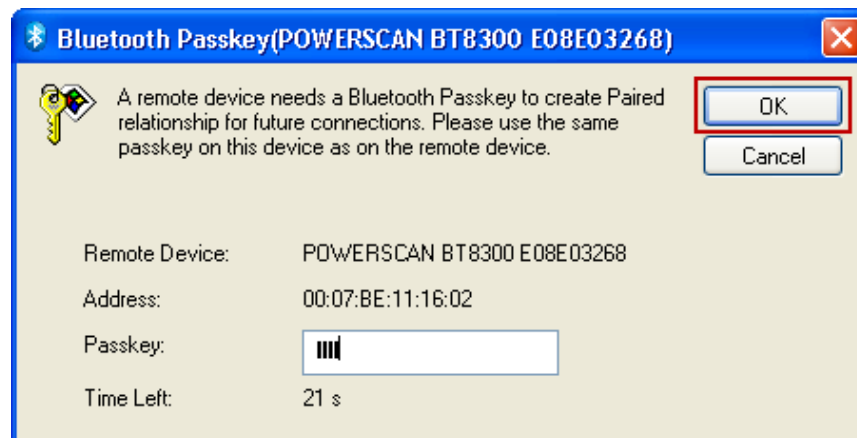 Bluetooth Passkey(POWERSCAN BT8300 E08E03268)
A remote device needs a Bluetooth Passkey to create Paired
relationship for future connections. Please use the same
passkey on this device as on the remote device.
OK
Cancel
Remote Device: POWERSCAN BT8300 E08E03268
Address: 00:07:BE:11:16:02
Passkey:
Time Left: 21 s